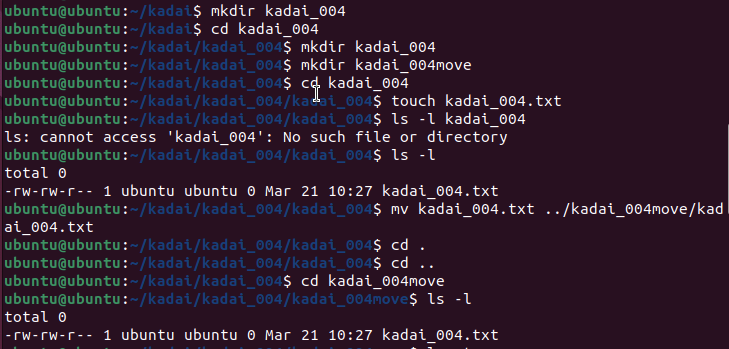 ubuntu@ubuntu:~/kadai$ mkdir kadai_004
ubuntu@ubuntu:~/kadai$ cd kadai_004
ubuntu@ubuntu:~/kadai/kadai_004$ mkdir kadai_004
ubuntu@ubuntu:~/kadai/kadai_004$ mkdir kadai_004move
ubuntu@ubuntu:~/kadai/kadai_004$ cd kadai_004
ubuntu@ubuntu:~/kadai/kadai_004/kadai_004$ touch kadai_004.txt
ubuntu@ubuntu:~/kadai/kadai_004/kadai_004$ ls -l kadai_004
ls: cannot access 'kadai_004': No such file or directory
ubuntu@ubuntu:~/kadai/kadai_004/kadai_004$ ls -l
total 0
-rw-rw-r-- 1 ubuntu ubuntu 0 Mar 21 10:27 kadai_004.txt
ubuntu@ubuntu:~/kadai/kadai_004/kadai_004$ mv kadai_004.txt ../kadai_004move/kad
ai_004.txt
ubuntu@ubuntu:~/kadai/kadai_004/kadai_004$ cd .
ubuntu@ubuntu:~/kadai/kadai_004/kadai_004$ cd ..
ubuntu@ubuntu:~/kadai/kadai_004$ cd kadai_004move
ubuntu@ubuntu:~/kadai/kadai_004/kadai_004move$ ls -l
total 0
-rw-rw-r-- 1 ubuntu ubuntu 0 Mar 21 10:27 kadai_004.txt